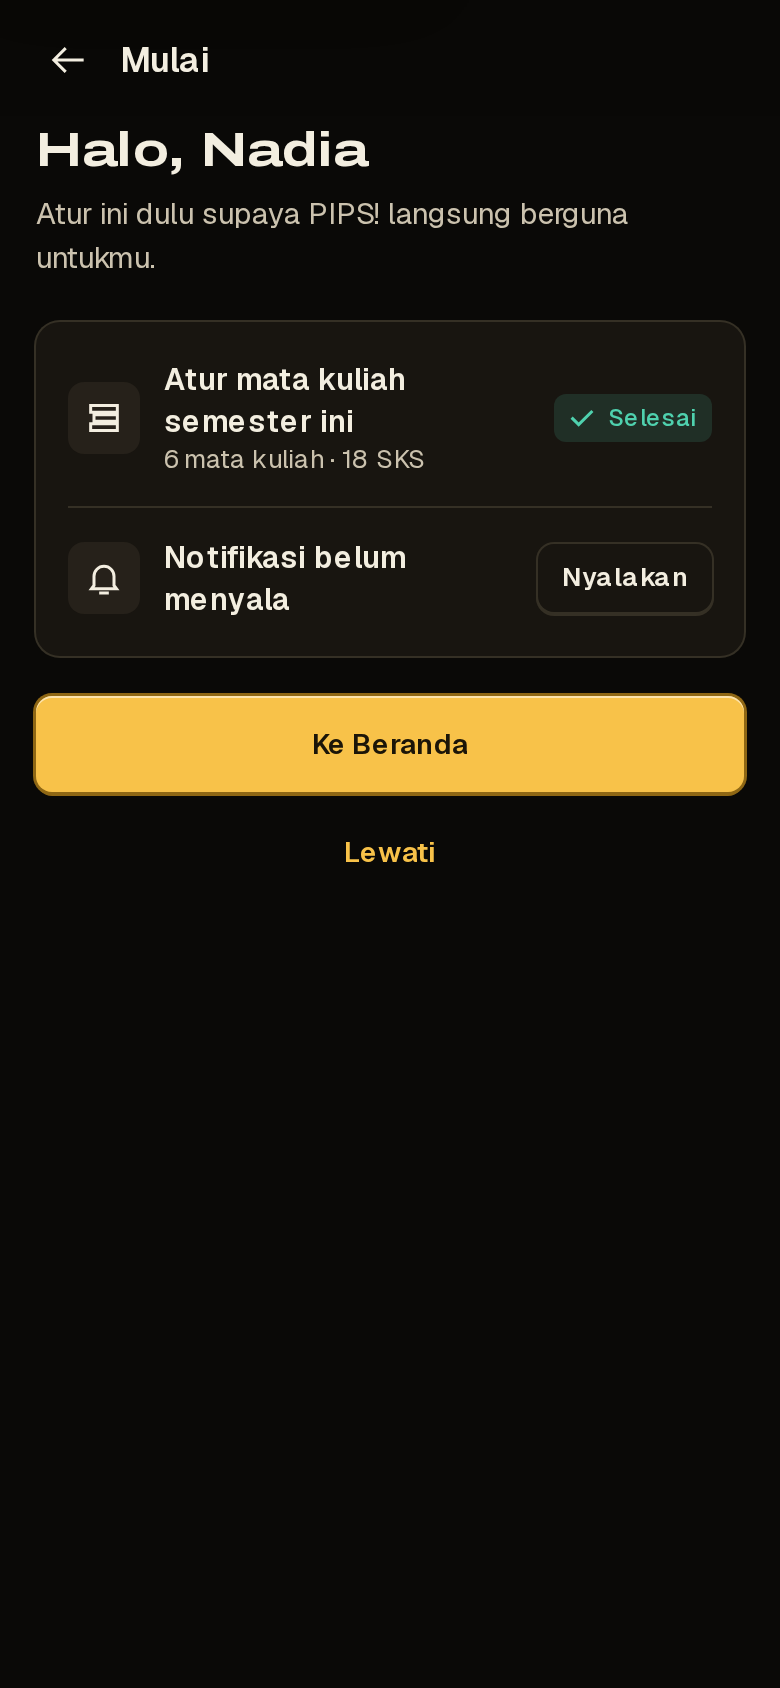 Mulai
Halo, Nadia
Atur ini dulu supaya PIPS! langsung berguna
untukmu.
Atur mata kuliah
semester ini
6 mata kuliah · 18 SKS
Selesai
Notifikasi belum
menyala
Nyalakan
Ke Beranda
Lewati